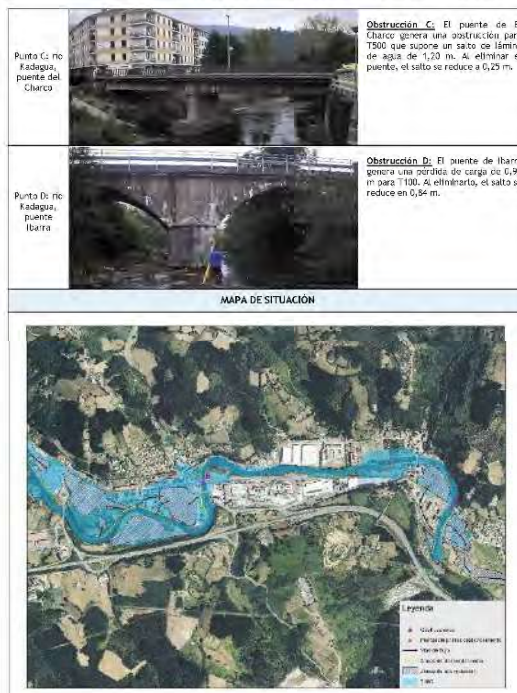 Punto C: río
Kadagua,
puente del
Charco
Obstrucción C: El puente de E
Charco genera una obstrucción par
T500 que supone un salto de lámin
de agua de 1,20 m. Al eliminar e
puente, el salto se reduce a 0,25 m.
Punto D: río
Kadagua,
puente
Ibarra
Obstrucción D: El puente de Ibarr
genera una pérdida de carga de 0,9
m para T100. Al eliminarlo, el salto s
reduce en 0,84 m.
MAPA DE SITUACIÓN
Leyenda